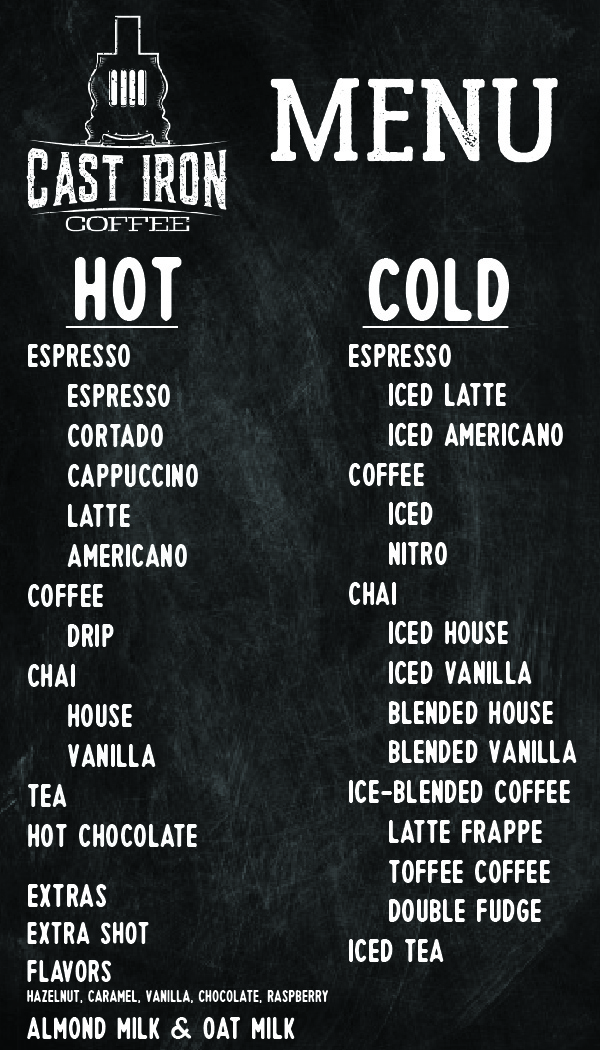 CAST IRON
COFFEE
MENU
HOT
ESPRESSO
ESPRESSO
CORTADO
CAPPUCCINO
LATTE
AMERICANO
COFFEE
DRIP
CHAI
HOUSE
VANILLA
TEA
HOT CHOCOLATE
EXTRAS
EXTRA SHOT
FLAVORS
HAZELNUT, CARAMEL, VANILLA, CHOCOLATE, RASPBERRY
ALMOND MILK & OAT MILK
COLD
ESPRESSO
ICED LATTE
ICED AMERICANO
COFFEE
ICED
NITRO
CHAI
ICED HOUSE
ICED VANILLA
BLENDED HOUSE
BLENDED VANILLA
ICE-BLENDED COFFEE
LATTE FRAPPE
TOFFEE COFFEE
DOUBLE FUDGE
ICED TEA